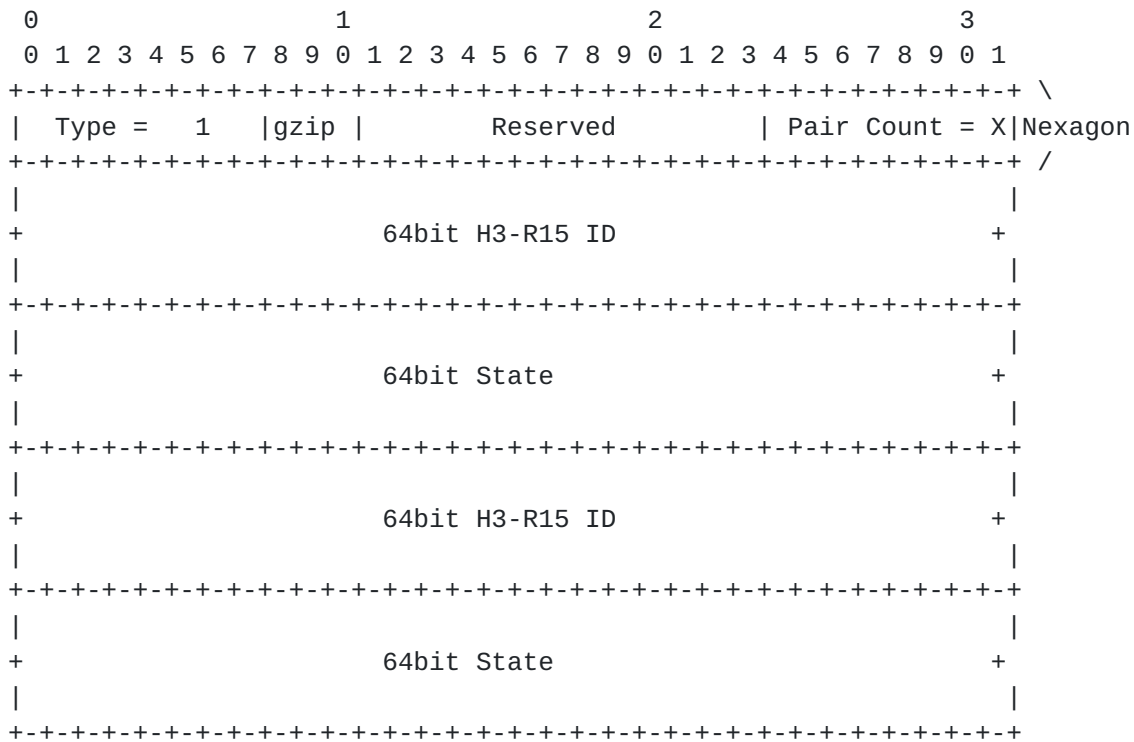 0                   1                   2                   3
 0 1 2 3 4 5 6 7 8 9 0 1 2 3 4 5 6 7 8 9 0 1 2 3 4 5 6 7 8 9 0 1
+-+-+-+-+-+-+-+-+-+-+-+-+-+-+-+-+-+-+-+-+-+-+-+-+-+-+-+-+-+-+-+-+ \
|  Type =   1   |gzip |        Reserved         | Pair Count = X|Nexagon
+-+-+-+-+-+-+-+-+-+-+-+-+-+-+-+-+-+-+-+-+-+-+-+-+-+-+-+-+-+-+-+-+ /
|                                                               |
+                       64bit H3-R15 ID                        +
|                                                               |
+-+-+-+-+-+-+-+-+-+-+-+-+-+-+-+-+-+-+-+-+-+-+-+-+-+-+-+-+-+-+-+-+
|                                                               |
+                       64bit State                            +
|                                                               |
+-+-+-+-+-+-+-+-+-+-+-+-+-+-+-+-+-+-+-+-+-+-+-+-+-+-+-+-+-+-+-+-+
|                                                               |
+                       64bit H3-R15 ID                        +
|                                                               |
+-+-+-+-+-+-+-+-+-+-+-+-+-+-+-+-+-+-+-+-+-+-+-+-+-+-+-+-+-+-+-+-+
|                                                               |
+                       64bit State                            +
|                                                               |
+-+-+-+-+-+-+-+-+-+-+-+-+-+-+-+-+-+-+-+-+-+-+-+-+-+-+-+-+-+-+-+-+